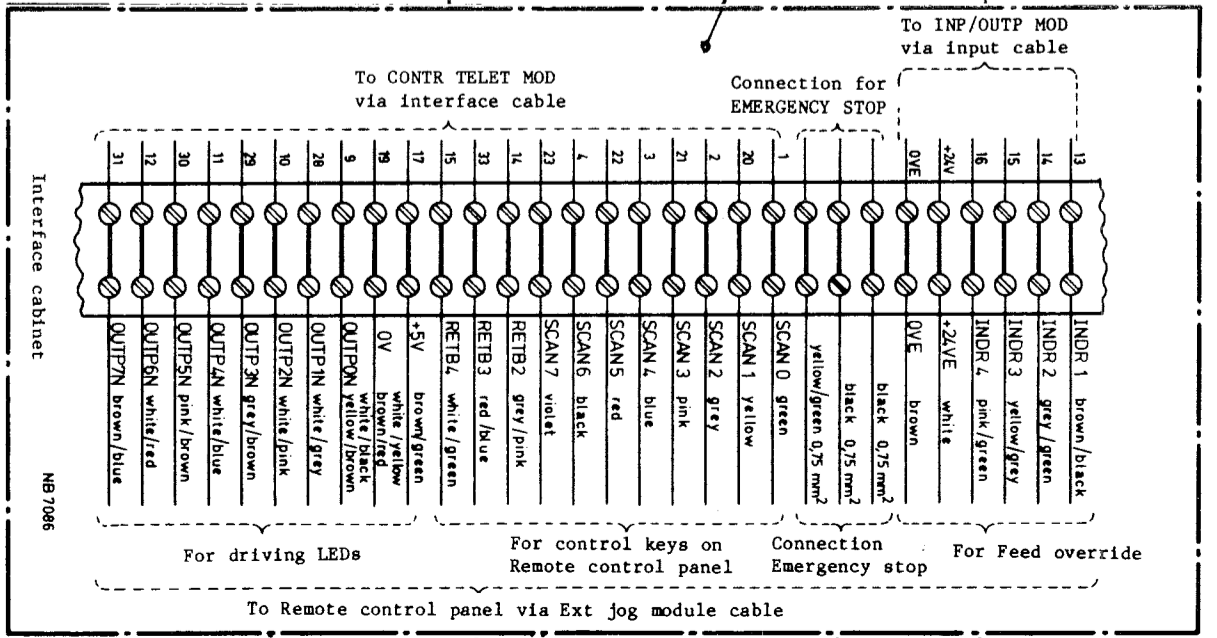 To INP/OUTP MOD
via input cable
To CONTR TELET MOD
via interface cable
Connection for
EMERGENCY STOP
31
12
30
11
29
10
28
9
19
17
15
33
14
23
4
22
3
21
2
20
1
0VE
+24V
16
15
14
13
Interface cabinet
OUTP7N brown/blue
OUTP6N white/red
OUTP5N pink/brown
OUTP4N white/blue
OUTP3N grey/brown
OUTP2N white/pink
OUTP1N white/grey
OUTP0N yellow/brown
white/black
0V brown/red
white/yellow
+5V brown/green
RETB4 white/green
RETB3 red/blue
RETB2 grey/pink
SCAN 7 violet
SCAN 6 black
SCAN 5 red
SCAN 4 blue
SCAN 3 pink
SCAN 2 grey
SCAN 1 yellow
SCAN 0 green
yellow/green 0,75 mm2
black 0,75 mm2
black 0,75 mm2
0VE brown
+24VE white
INDR 4 pink/green
INDR 3 yellow/grey
INDR 2 grey/green
INDR 1 brown/black
NB 7086
For driving LEDs
For control keys on
Remote control panel
Connection
Emergency stop
For Feed override
To Remote control panel via Ext jog module cable